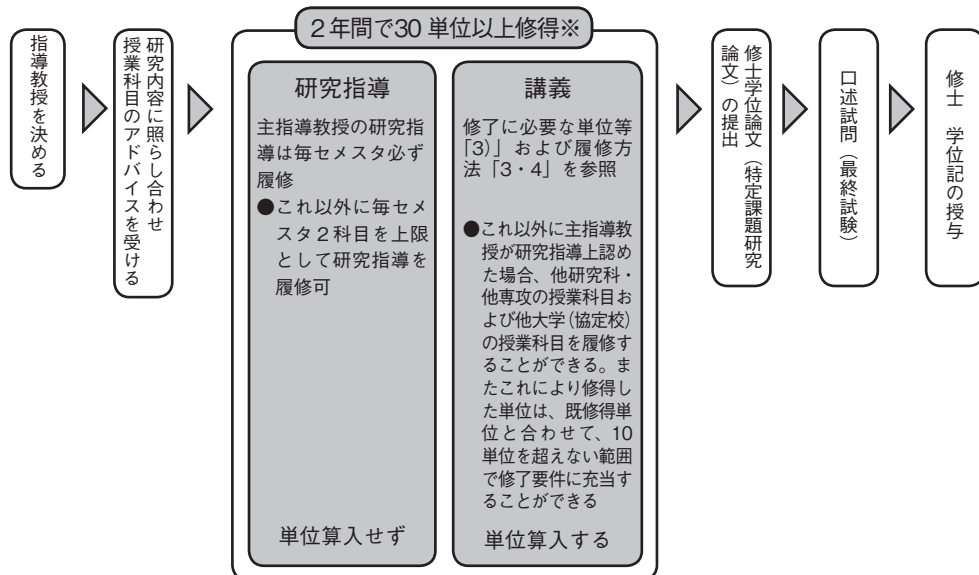 指導教授を決める
研究内容に照らし合わせ
授業科目のアドバイスを受ける
2年間で30単位以上修得※
研究指導
主指導教授の研究指
導は毎セメスタ必ず
履修
●これ以外に毎セメ
スタ2科目を上限
として研究指導を
履修可
単位算入せず
講義
修了に必要な単位等
「3)」および履修方
法「3・4」を参照
●これ以外に主指導教
授が研究指導上認め
た場合、他研究科・
他専攻の授業科目お
よび他大学(協定校)
の授業科目を履修す
ることができる。ま
たこれにより修得し
た単位は、既修得単
位と合わせて、10
単位を超えない範囲
で修了要件に充当す
ることができる
単位算入する
修士学位論文(特定課題研究
論文)の提出
口述試問(最終試験)
修士 学位記の授与